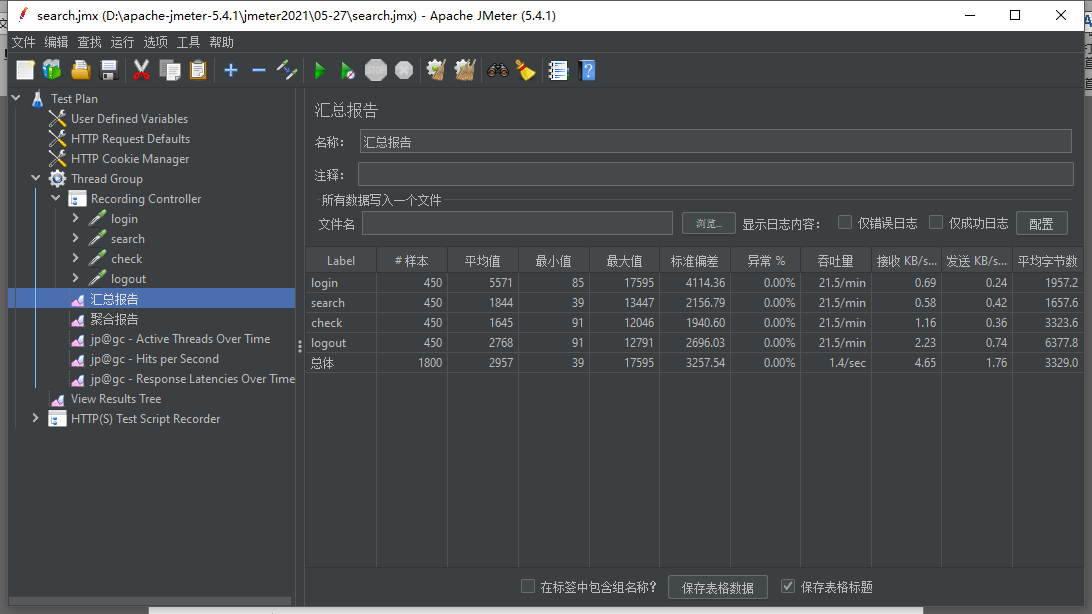 search.jmx (D:\apache-jmeter-5.4.1\jmeter2021\05-27\search.jmx) - Apache JMeter (5.4.1)
文件 编辑 查找 运行 选项 工具 帮助
Test Plan
User Defined Variables
HTTP Request Defaults
HTTP Cookie Manager
Thread Group
Recording Controller
login
search
check
logout
汇总报告
聚合报告
jp@gc - Active Threads Over Time
jp@gc - Hits per Second
jp@gc - Response Latencies Over Time
View Results Tree
HTTP(S) Test Script Recorder
汇总报告
名称： 汇总报告
注释：
所有数据写入一个文件
文件名 浏览... 显示日志内容： 仅错误日志 仅成功日志 配置
Label # 样本 平均值 最小值 最大值 标准偏差 异常 % 吞吐量 接收 KB/s... 发送 KB/s... 平均字节数
login 450 5571 85 17595 4114.36 0.00% 21.5/min 0.69 0.24 1957.2
search 450 1844 39 13447 2156.79 0.00% 21.5/min 0.58 0.42 1657.6
check 450 1645 91 12046 1940.60 0.00% 21.5/min 1.16 0.36 3323.6
logout 450 2768 91 12791 2696.03 0.00% 21.5/min 2.23 0.74 6377.8
总体 1800 2957 39 17595 3257.54 0.00% 1.4/sec 4.65 1.76 3329.0
在标签中包含组名称？ 保存表格数据 保存表格标题